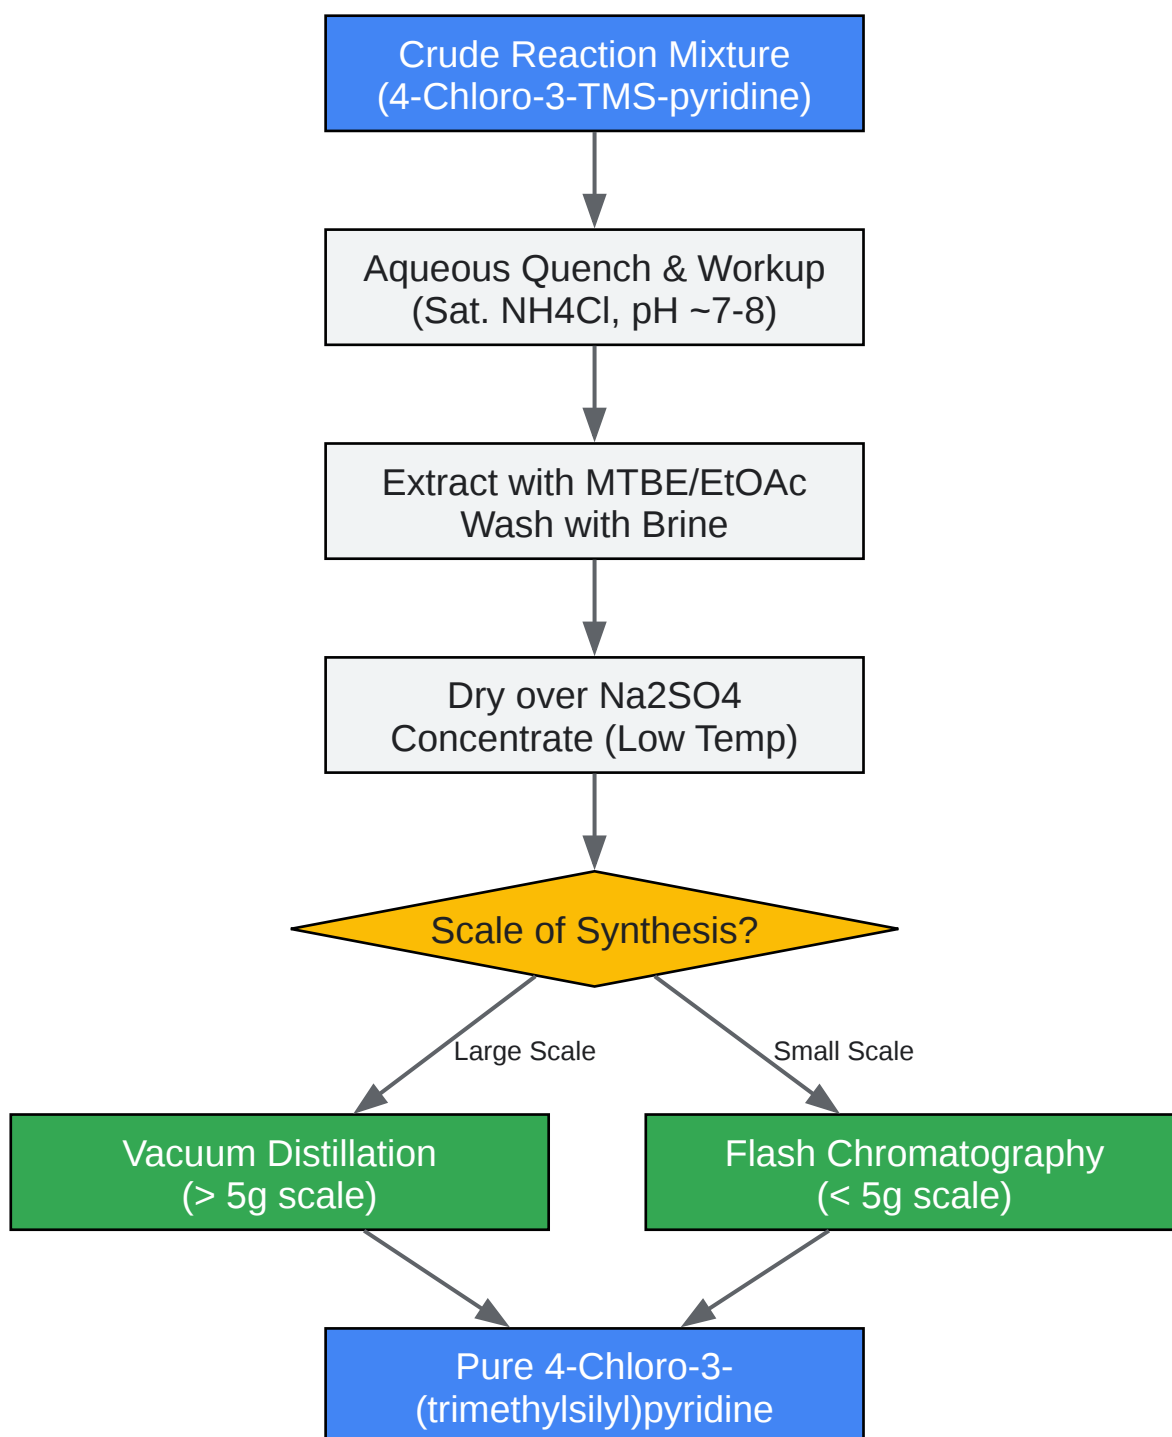 Crude Reaction Mixture
(4-Chloro-3-TMS-pyridine)
Aqueous Quench & Workup
(Sat. NH4Cl, pH ~7-8)
Extract with MTBE/EtOAc
Wash with Brine
Dry over Na2SO4
Concentrate (Low Temp)
Scale of Synthesis?
Large Scale
Small Scale
Vacuum Distillation
(> 5g scale)
Flash Chromatography
(< 5g scale)
Pure 4-Chloro-3-
(trimethylsilyl)pyridine